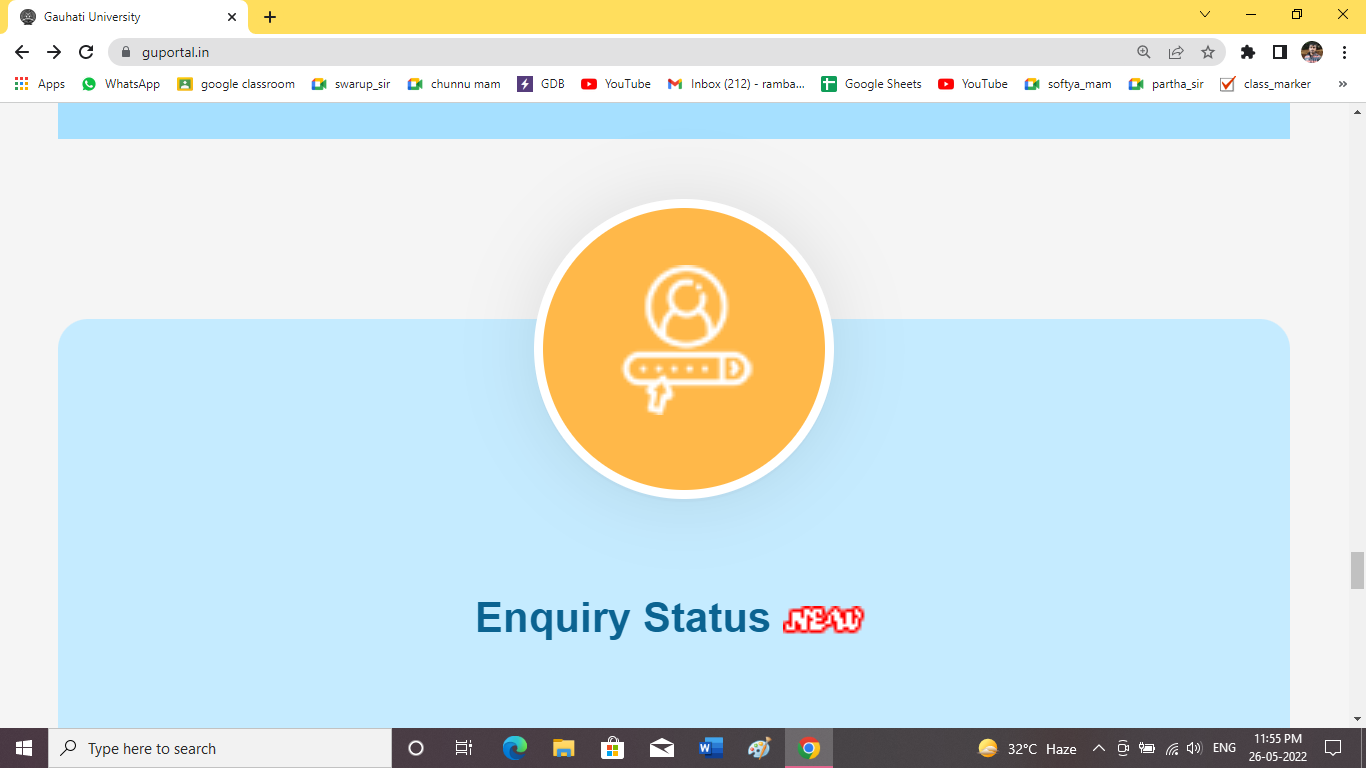 Gauhati University
guportal.in
Apps WhatsApp google classroom swarup_sir chunnu mam GDB YouTube Inbox (212) - ramba... Google Sheets YouTube softya_mam partha_sir class_marker »
Enquiry Status NEW
Type here to search
32°C Haze ENG
11:55 PM
26-05-2022